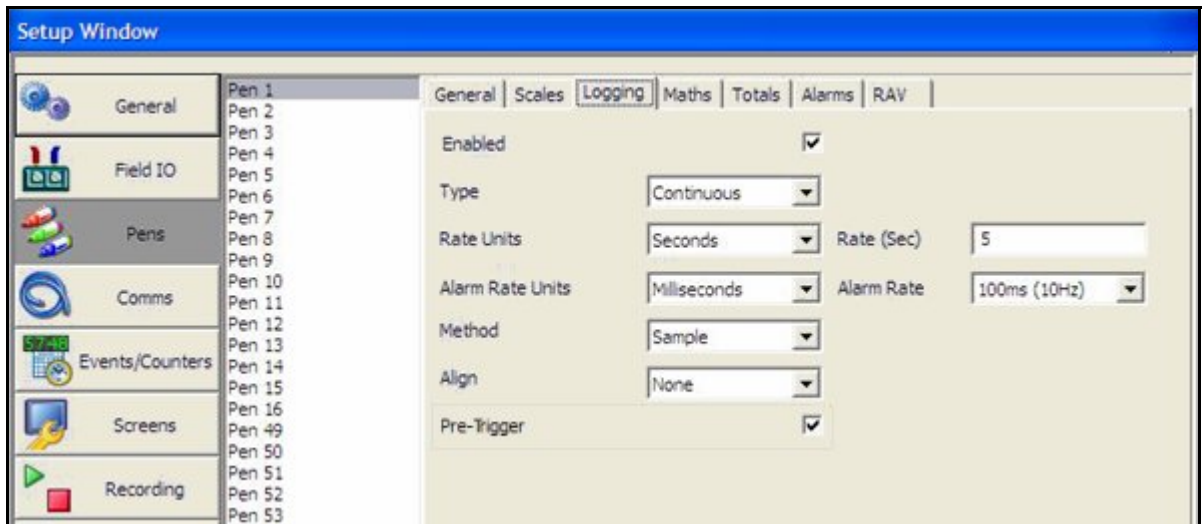 Setup Window
General
Field IO
Pens
Comms
5748
Events/Counters
Screens
Recording
Pen 1
Pen 2
Pen 3
Pen 4
Pen 5
Pen 6
Pen 7
Pen 8
Pen 9
Pen 10
Pen 11
Pen 12
Pen 13
Pen 14
Pen 15
Pen 16
Pen 49
Pen 50
Pen 51
Pen 52
Pen 53
General Scales Logging Maths Totals Alarms RAV
Enabled
Type Continuous
Rate Units Seconds Rate (Sec) 5
Alarm Rate Units Milliseconds Alarm Rate 100ms (10Hz)
Method Sample
Align None
Pre-Trigger